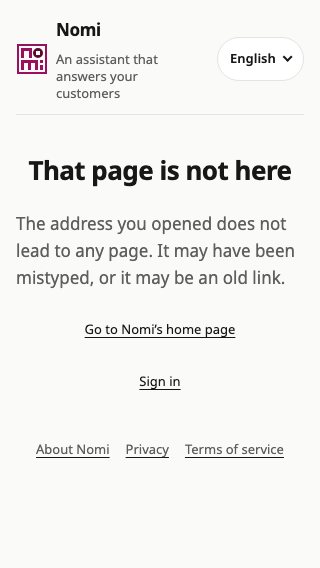 Nomi
An assistant that
answers your
customers
English
That page is not here
The address you opened does not
lead to any page. It may have been
mistyped, or it may be an old link.
Go to Nomi’s home page
Sign in
About Nomi Privacy Terms of service